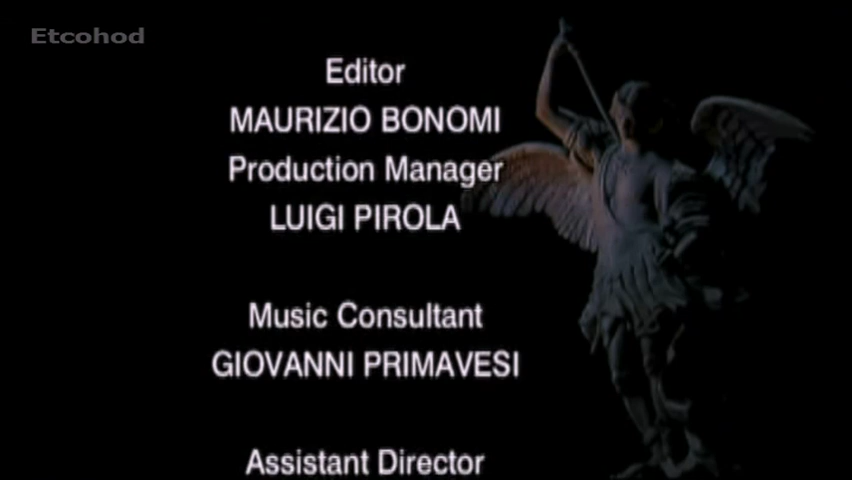 Etcohod
Editor
MAURIZIO BONOMI
Production Manager
LUIGI PIROLA
Music Consultant
GIOVANNI PRIMAVESI
Assistant Director